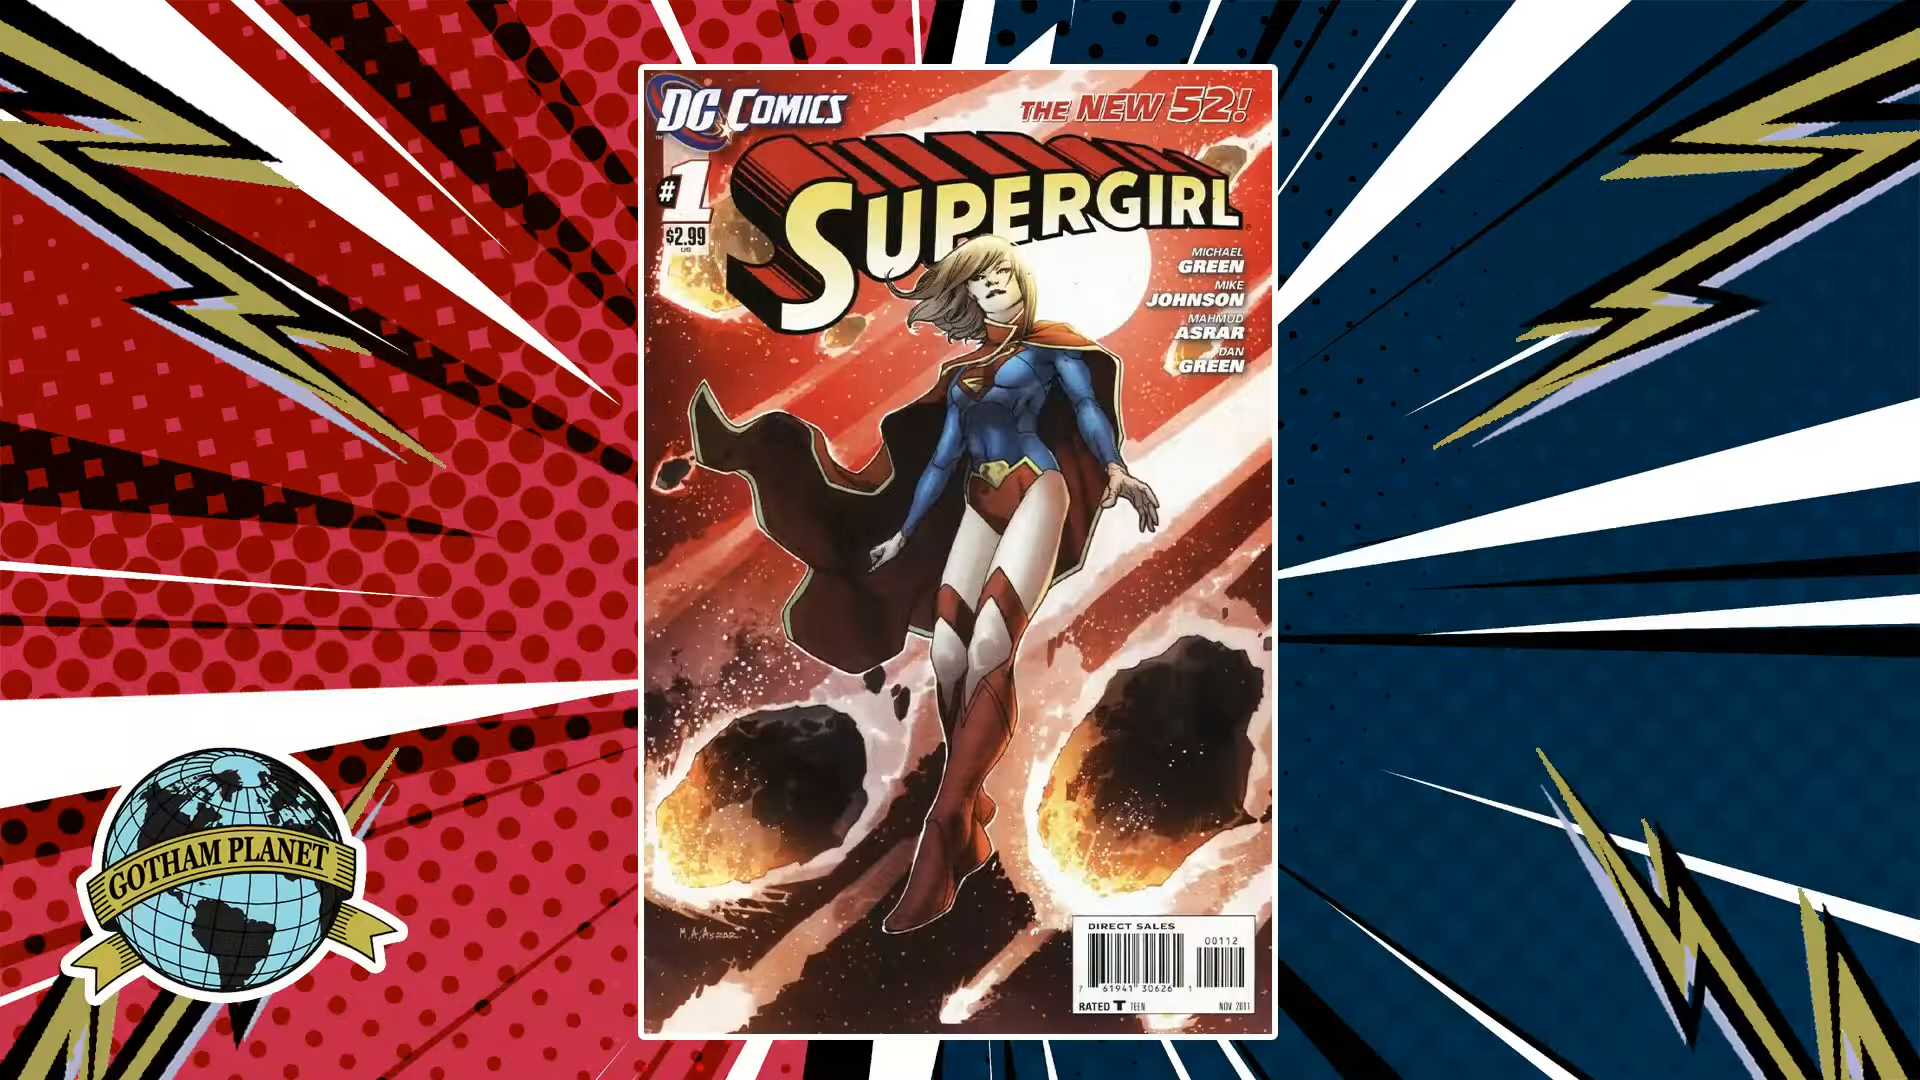 DC COMICS
THE NEW 52!
#1
$2.99
US
SUPERGIRL
MICHAEL
GREEN
MIKE
JOHNSON
MAHMUD
ASRAR
DAN
GREEN
GOTHAM PLANET
M.A.ASRAR
DIRECT SALES
00112
7 61941 30626 1
RATED T TEEN
NOV 2011